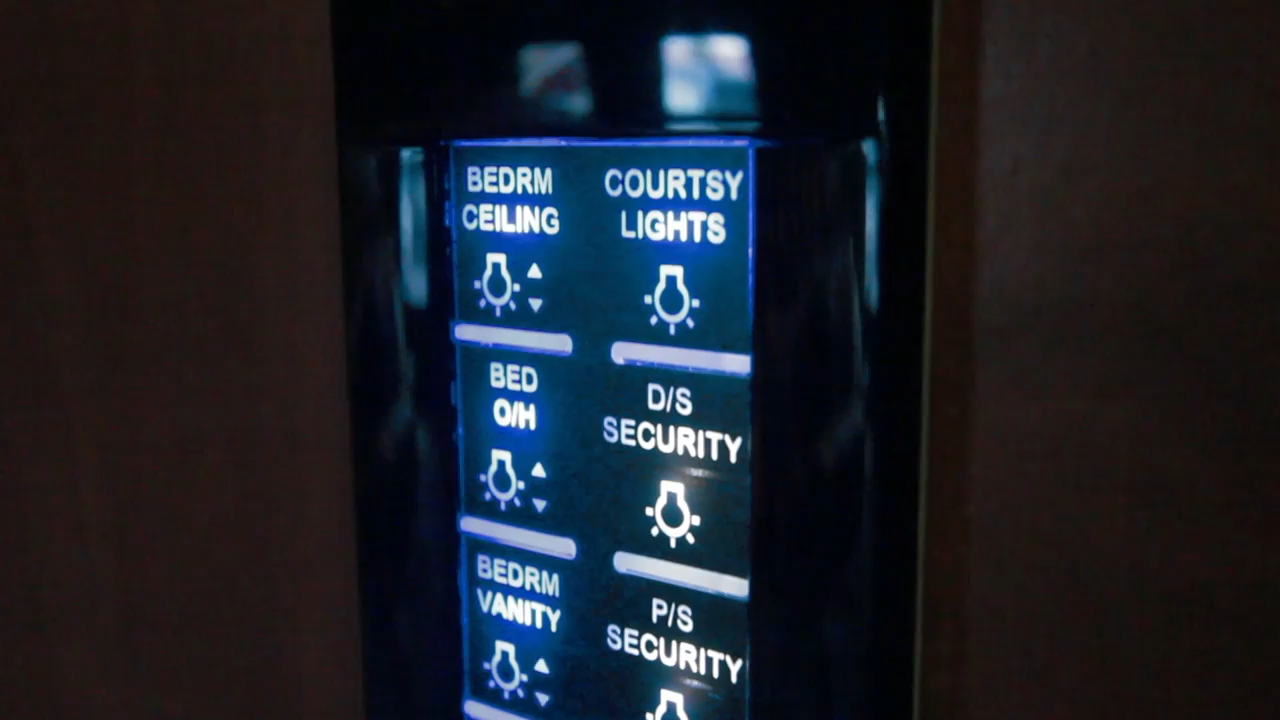 BEDRM
CEILING
COURTSY
LIGHTS
BED
O/H
D/S
SECURITY
BEDRM
VANITY
P/S
SECURITY